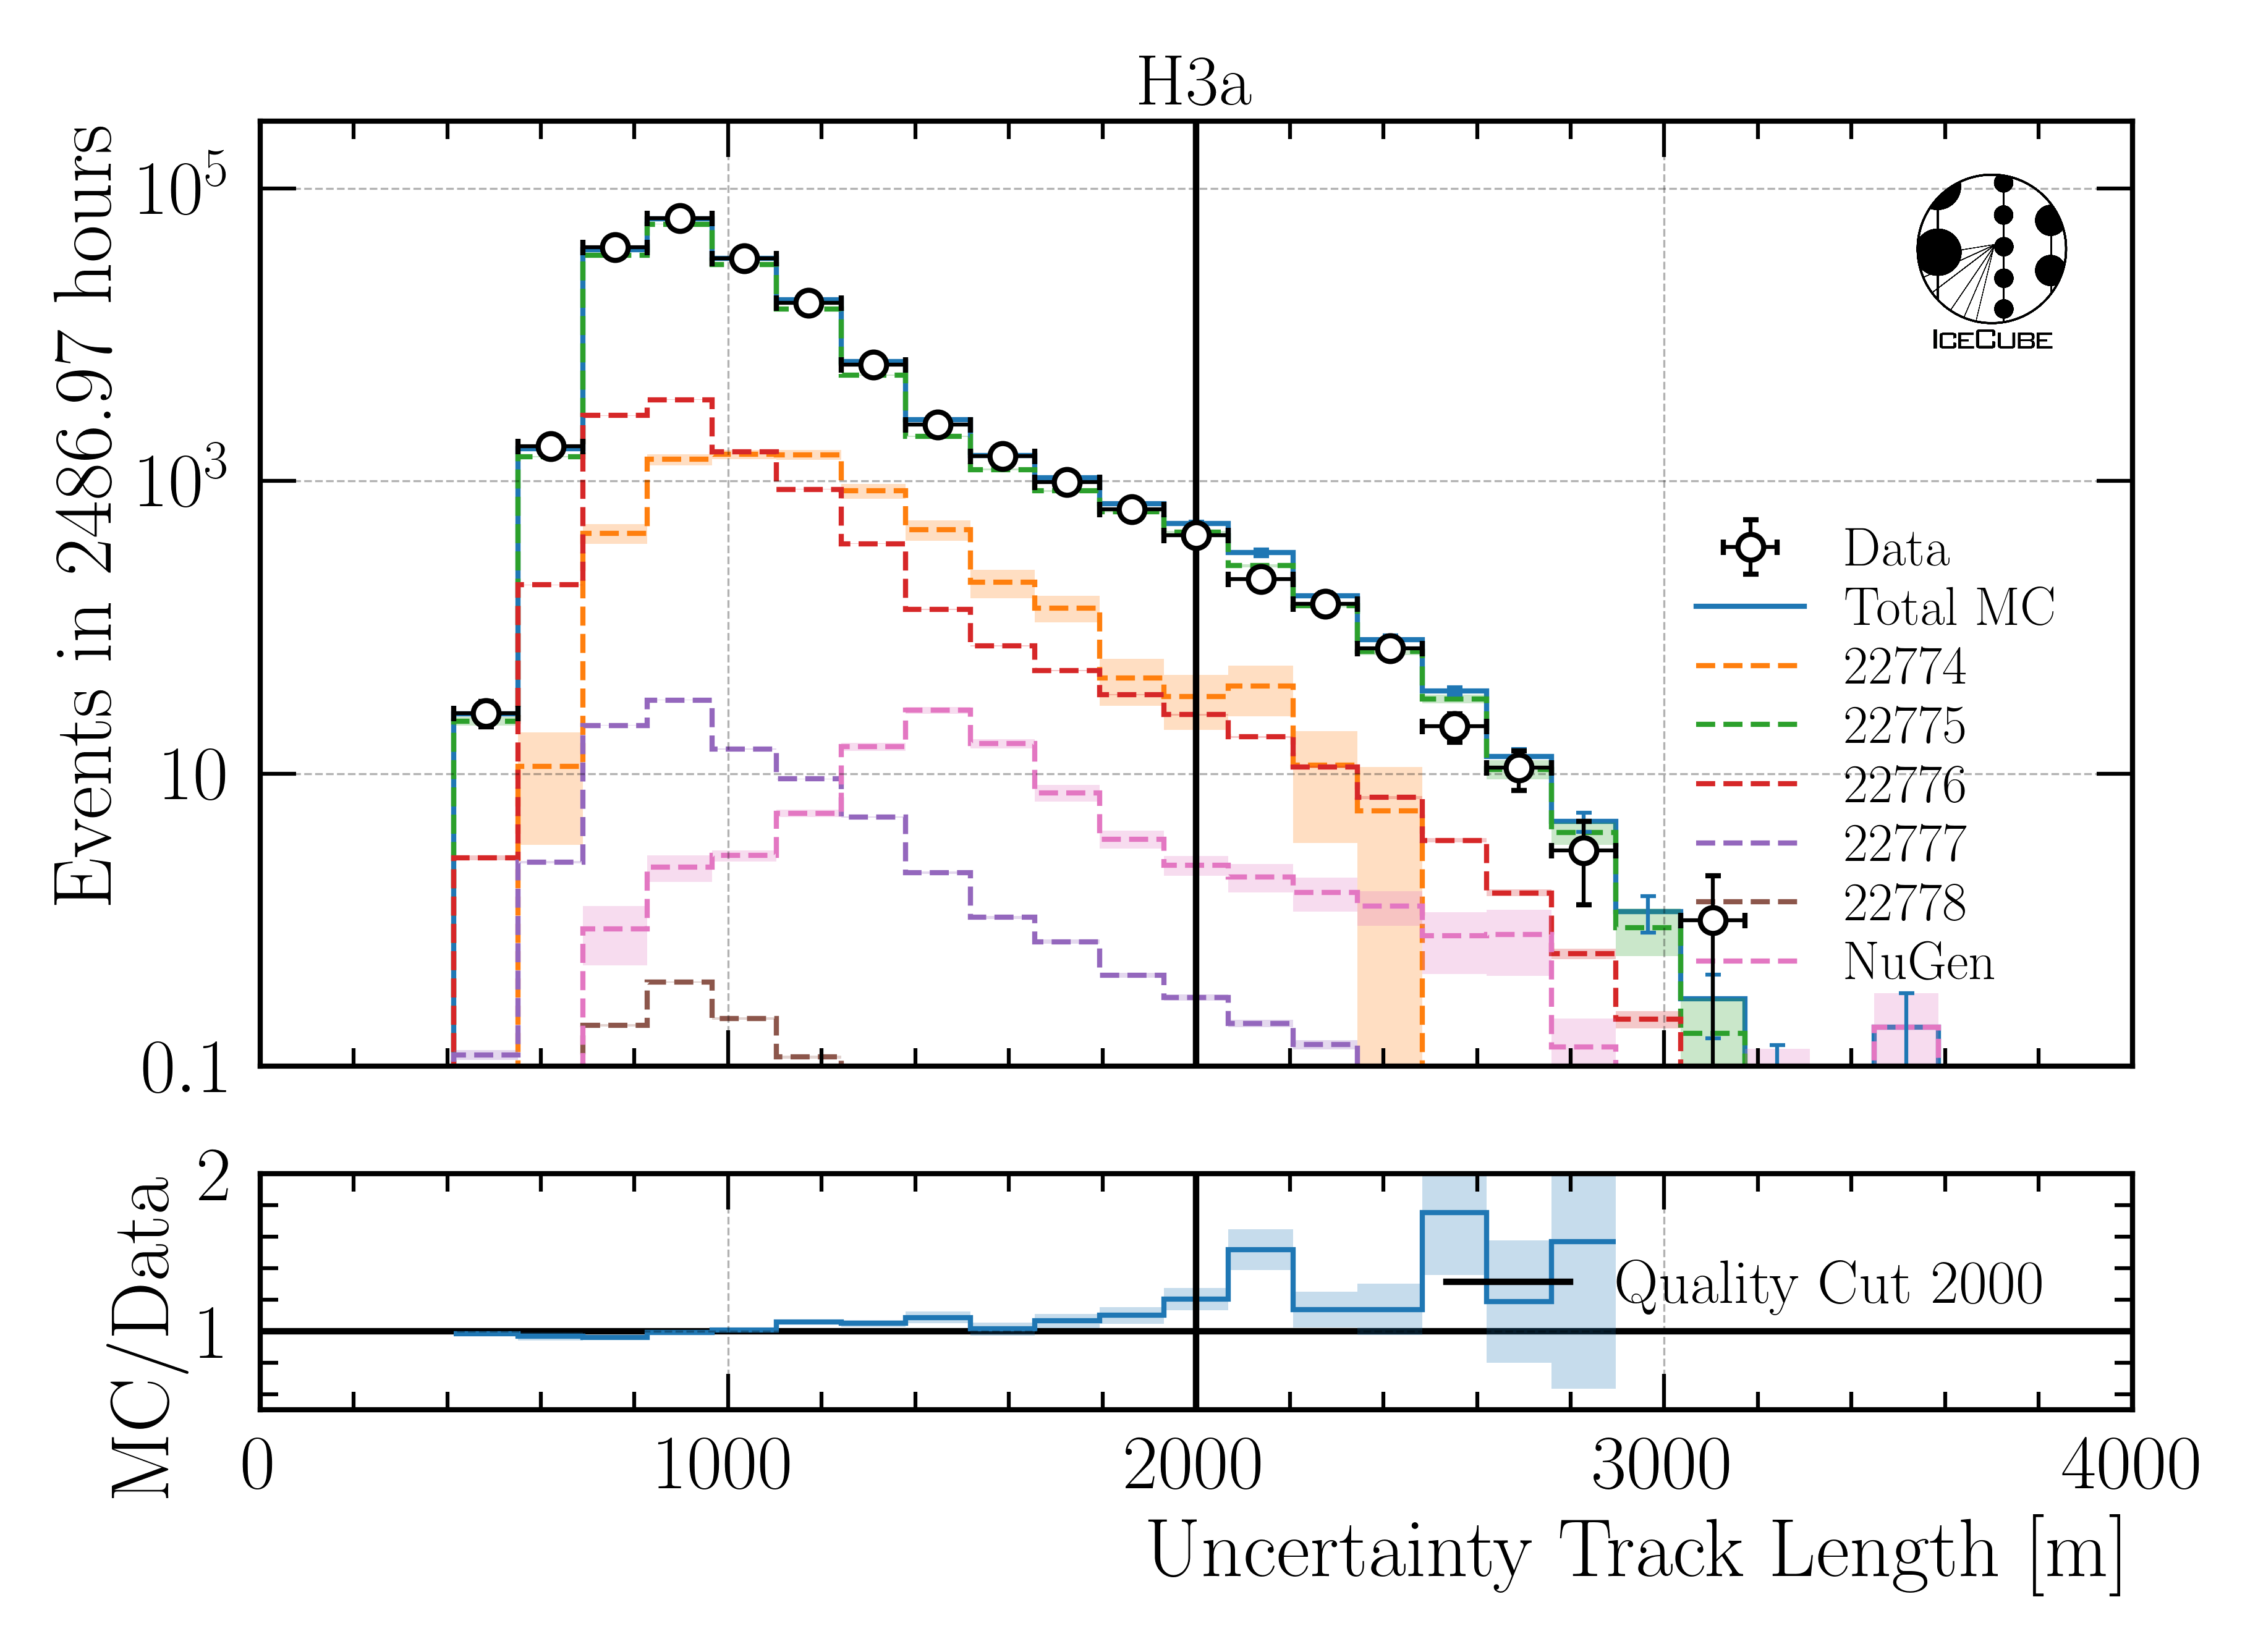 H3a
Events in 2486.97 hours
10^5
10^3
10
0.1
ICECUBE
Data
Total MC
22774
22775
22776
22777
22778
NuGen
MC/Data
2
1
Quality Cut 2000
0 1000 2000 3000 4000
Uncertainty Track Length [m]